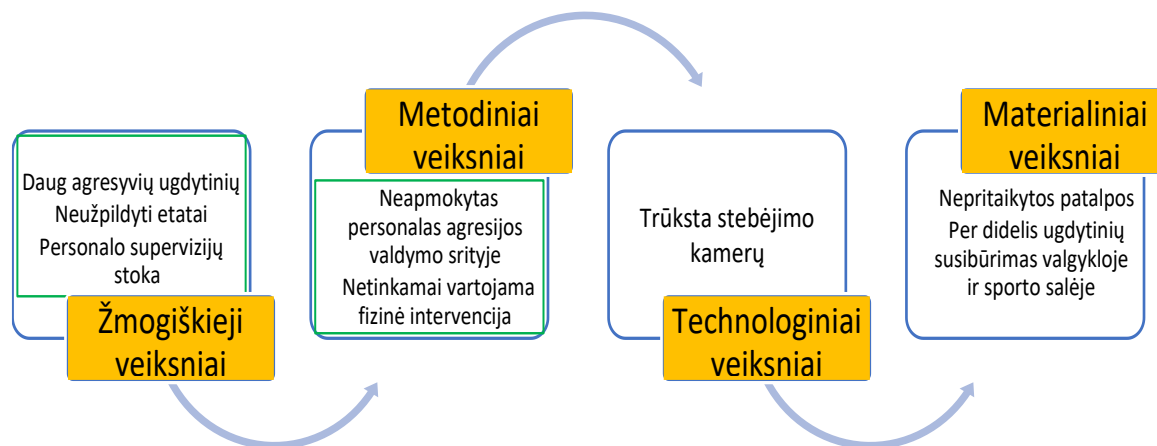 Daug agresyvių ugdytinių
Neužpildyti etatai
Personalo supervizijų
stoka
Žmogiškieji
veiksniai
Metodiniai
veiksniai
Neapmokytas
personalas agresijos
valdymo srityje
Netinkamai vartojama
fizinė intervencija
Trūksta stebėjimo
kamerų
Technologiniai
veiksniai
Materialiniai
veiksniai
Nepritaikytos patalpos
Per didelis ugdytinių
susibūrimas valgykloje
ir sporto salėje